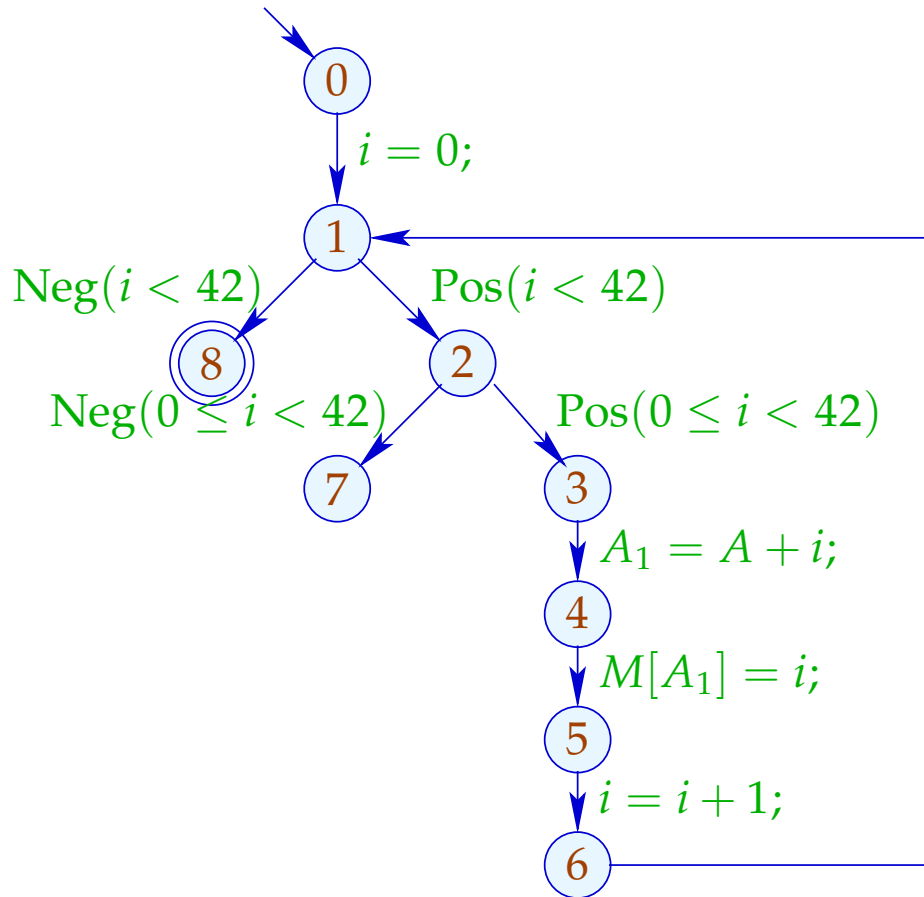 0
i = 0;
1
Neg(i < 42) Pos(i < 42)
8 2
Neg(0 ≤ i < 42) Pos(0 ≤ i < 42)
7 3
A₁ = A + i;
4
M[A₁] = i;
5
i = i + 1;
6